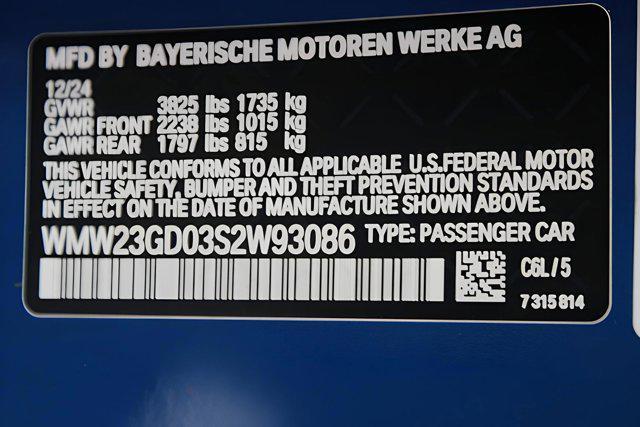 MFD BY BAYERISCHE MOTOREN WERKE AG
12/24
GVWR 3825 lbs 1735 kg
GAWR FRONT 2238 lbs 1015 kg
GAWR REAR 1797 lbs 815 kg
THIS VEHICLE CONFORMS TO ALL APPLICABLE U.S.FEDERAL MOTOR
VEHICLE SAFETY, BUMPER AND THEFT PREVENTION STANDARDS
IN EFFECT ON THE DATE OF MANUFACTURE SHOWN ABOVE.
WMW23GD03S2W93086 TYPE: PASSENGER CAR
C6L / 5
7 315 814